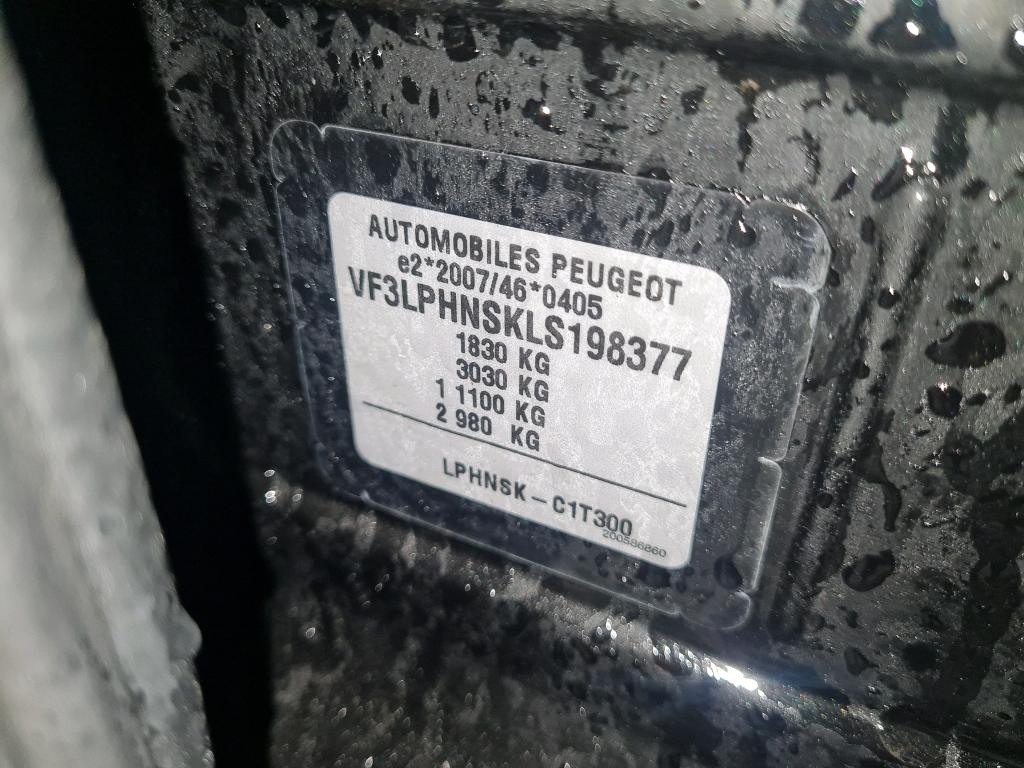 AUTOMOBILES PEUGEOT
e2*2007/46*0405
VF3LPHNSKLS198377
1830 KG
3030 KG
1 1100 KG
2 980 KG
LPHNSK – C1T300
200586860